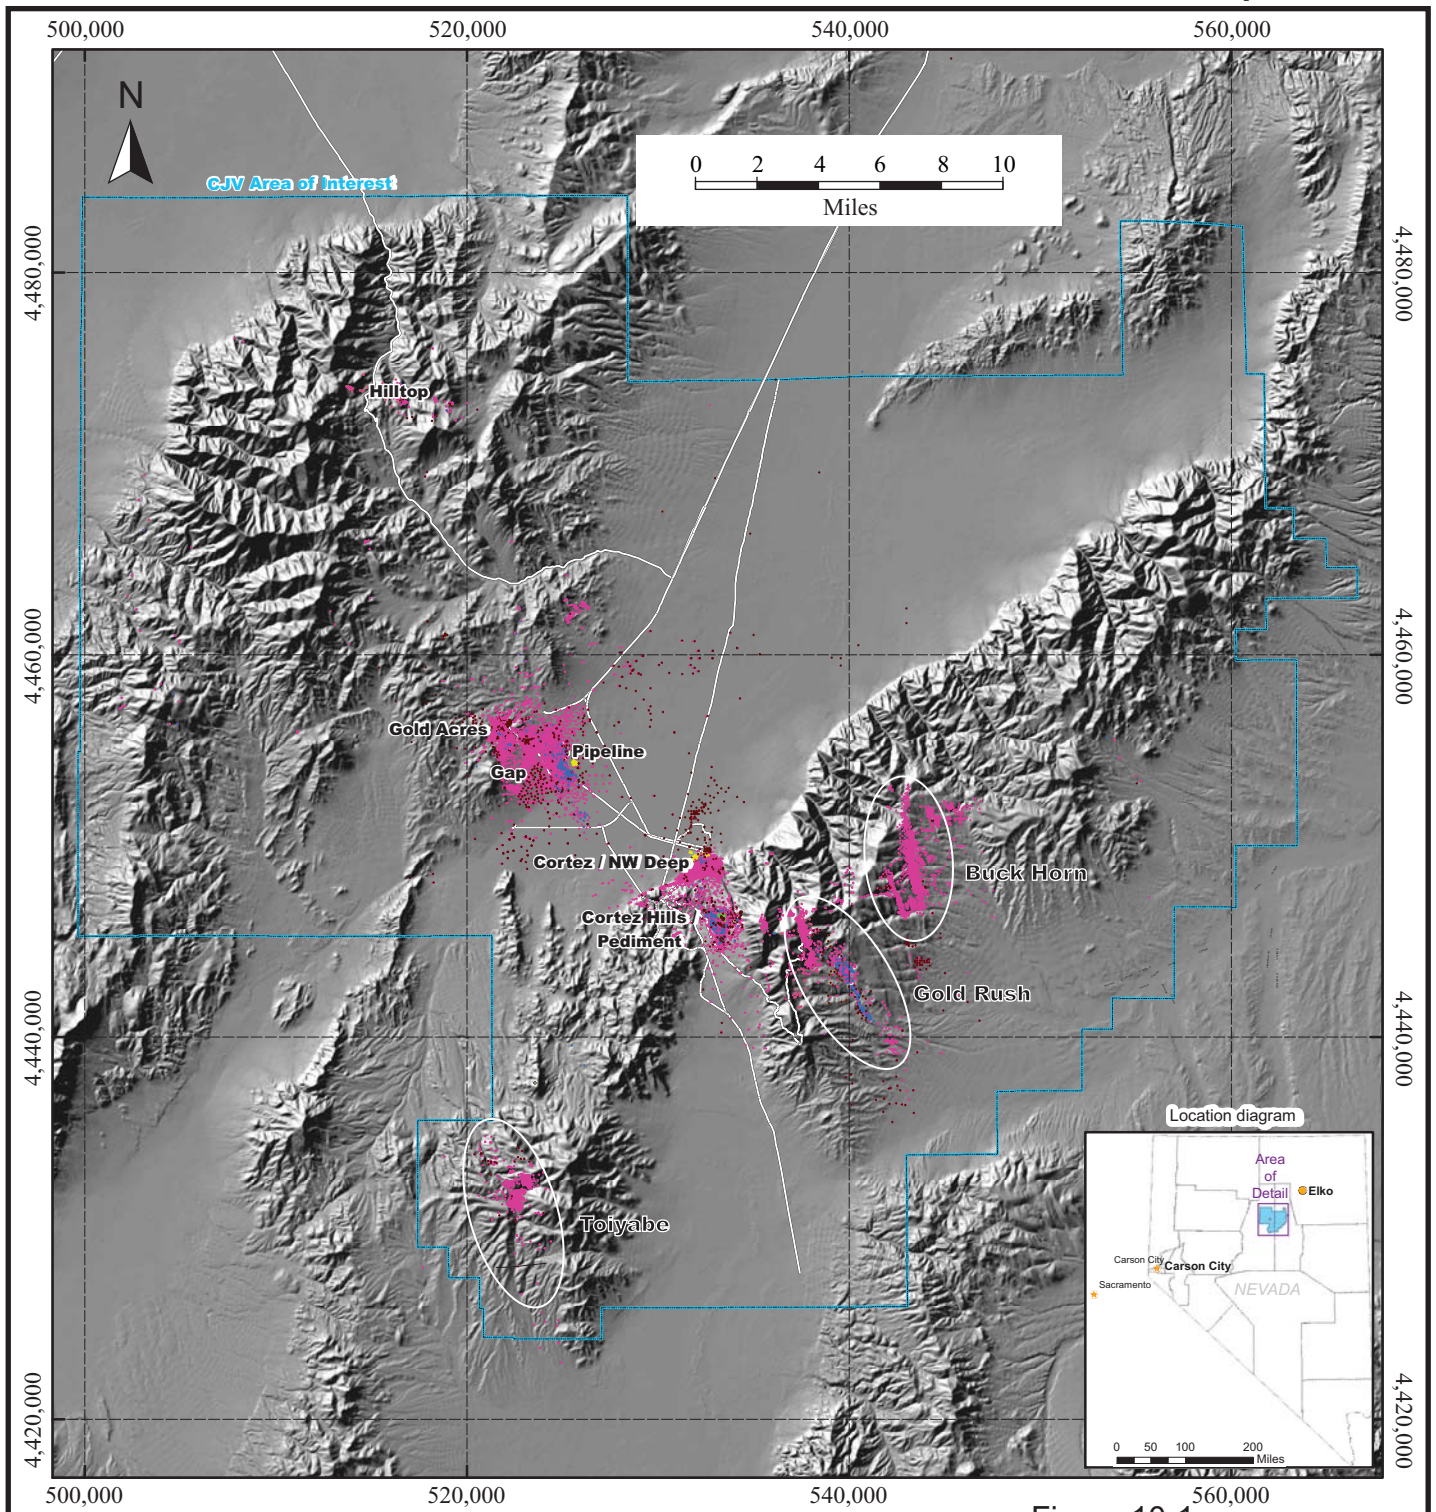 500,000
520,000
540,000
560,000
N
0 2 4 6 8 10
Miles
CJV Area of Interest
4,480,000
4,480,000
Hilltop
4,460,000
4,460,000
Gold Acres
Pipeline
Gap
Cortez / NW Deep
Buck Horn
Cortez Hills
Pediment
Gold Rush
4,440,000
4,440,000
Location diagram
Area
of
Detail
Elko
Toiyabe
Carson City
Carson City
Sacramento
NEVADA
4,420,000
4,420,000
0 50 100 200
Miles
500,000
520,000
540,000
560,000